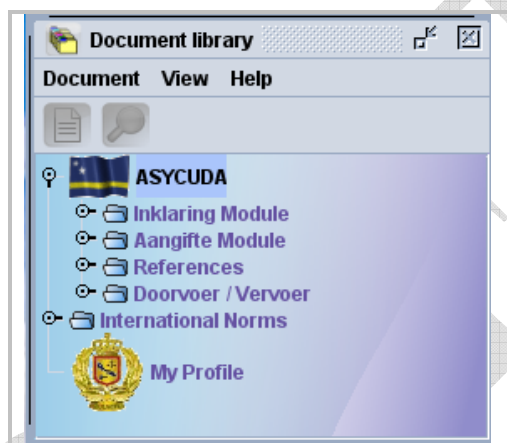 Document library
Document View Help
ASYCUDA
Inklaring Module
Aangifte Module
References
Doorvoer / Vervoer
International Norms
My Profile